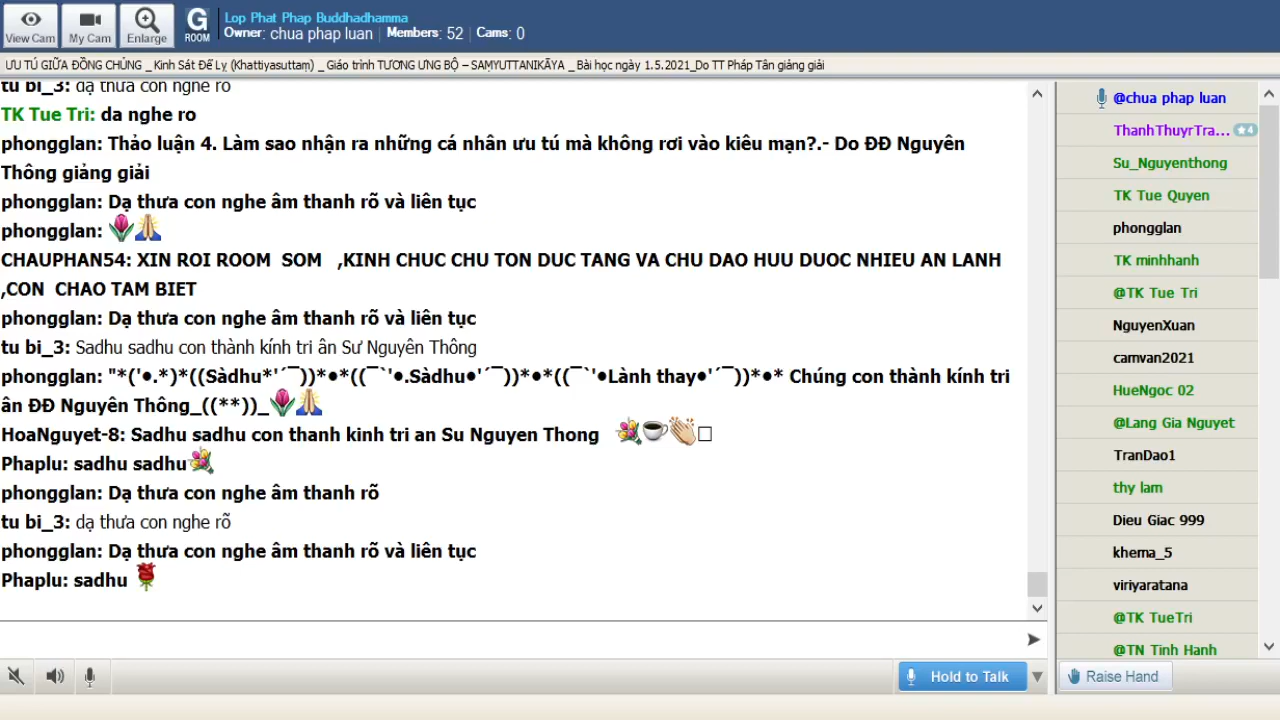 View Cam
My Cam
Enlarge
G
ROOM
Lop Phat Phap Buddhadhamma
Owner: chua phap luan Members: 52 Cams: 0
ƯU TÚ GIỮA ĐỒNG CHỦNG _Kinh Sát Đế Lỵ (Khattiyasuttaṃ) _ Giáo trình TƯƠNG ƯNG BỘ – SAṂYUTTANIKĀYA _ Bài học ngày 1.5.2021_Do TT Pháp Tân giảng giải
tu bi_3: dạ thưa con nghe rõ
TK Tue Tri: da nghe ro
phongglan: Thảo luận 4. Làm sao nhận ra những cá nhân ưu tú mà không rơi vào kiêu mạn?.- Do ĐĐ Nguyên
Thông giảng giải
phongglan: Dạ thưa con nghe âm thanh rõ và liên tục
phongglan: 🌷🙏
CHAUPHAN54: XIN ROI ROOM SOM ,KINH CHUC CHU TON DUC TANG VA CHU DAO HUU DUOC NHIEU AN LANH
,CON CHAO TAM BIET
phongglan: Dạ thưa con nghe âm thanh rõ và liên tục
tu bi_3: Sadhu sadhu con thành kính tri ân Sư Nguyên Thông
phongglan: "*('•.*)*((Sàdhu*'´¯))*•*((¯`'•.Sàdhu•'´¯))*•*((¯`'•Lành thay•'´¯))*•* Chúng con thành kính tri
ân ĐĐ Nguyên Thông_((**))_🌷🙏
HoaNguyet-8: Sadhu sadhu con thanh kinh tri an Su Nguyen Thong 💐☕👏□
Phaplu: sadhu sadhu💐
phongglan: Dạ thưa con nghe âm thanh rõ
tu bi_3: dạ thưa con nghe rõ
phongglan: Dạ thưa con nghe âm thanh rõ và liên tục
Phaplu: sadhu 🌹
@chua phap luan
ThanhThuyrTra... ★4
Su_Nguyenthong
TK Tue Quyen
phongglan
TK minhhanh
@TK Tue Tri
NguyenXuan
camvan2021
HueNgoc 02
@Lang Gia Nguyet
TranDao1
thy lam
Dieu Giac 999
khema_5
viriyaratana
@TK TueTri
@TN Tinh Hanh
Hold to Talk
Raise Hand